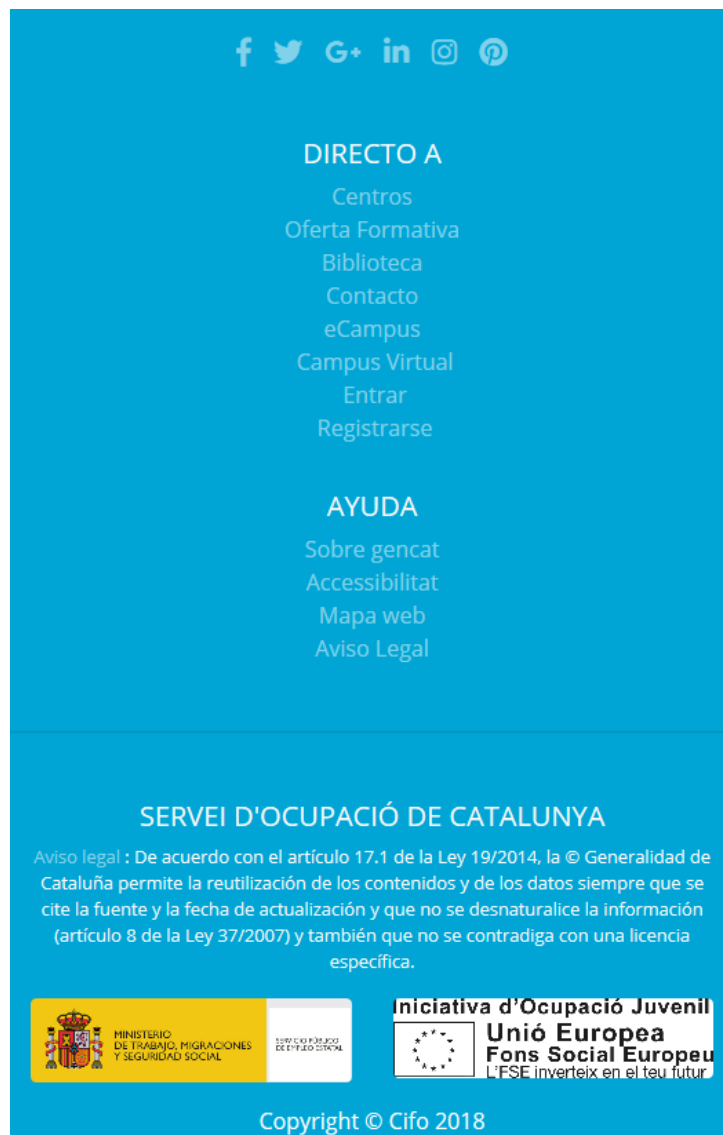 DIRECTO A
Centros
Oferta Formativa
Biblioteca
Contacto
eCampus
Campus Virtual
Entrar
Registrarse
AYUDA
Sobre gencat
Accessibilitat
Mapa web
Aviso Legal
SERVEI D'OCUPACIÓ DE CATALUNYA
Aviso legal : De acuerdo con el artículo 17.1 de la Ley 19/2014, la © Generalidad de
Cataluña permite la reutilización de los contenidos y de los datos siempre que se
cite la fuente y la fecha de actualización y que no se desnaturalice la información
(artículo 8 de la Ley 37/2007) y también que no se contradiga con una licencia
específica.
MINISTERIO
DE TRABAJO, MIGRACIONES
Y SEGURIDAD SOCIAL
SERVICIO PÚBLICO
DE EMPLEO ESTATAL
Iniciativa d'Ocupació Juvenil
Unió Europea
Fons Social Europeu
L'FSE inverteix en el teu futur
Copyright © Cifo 2018